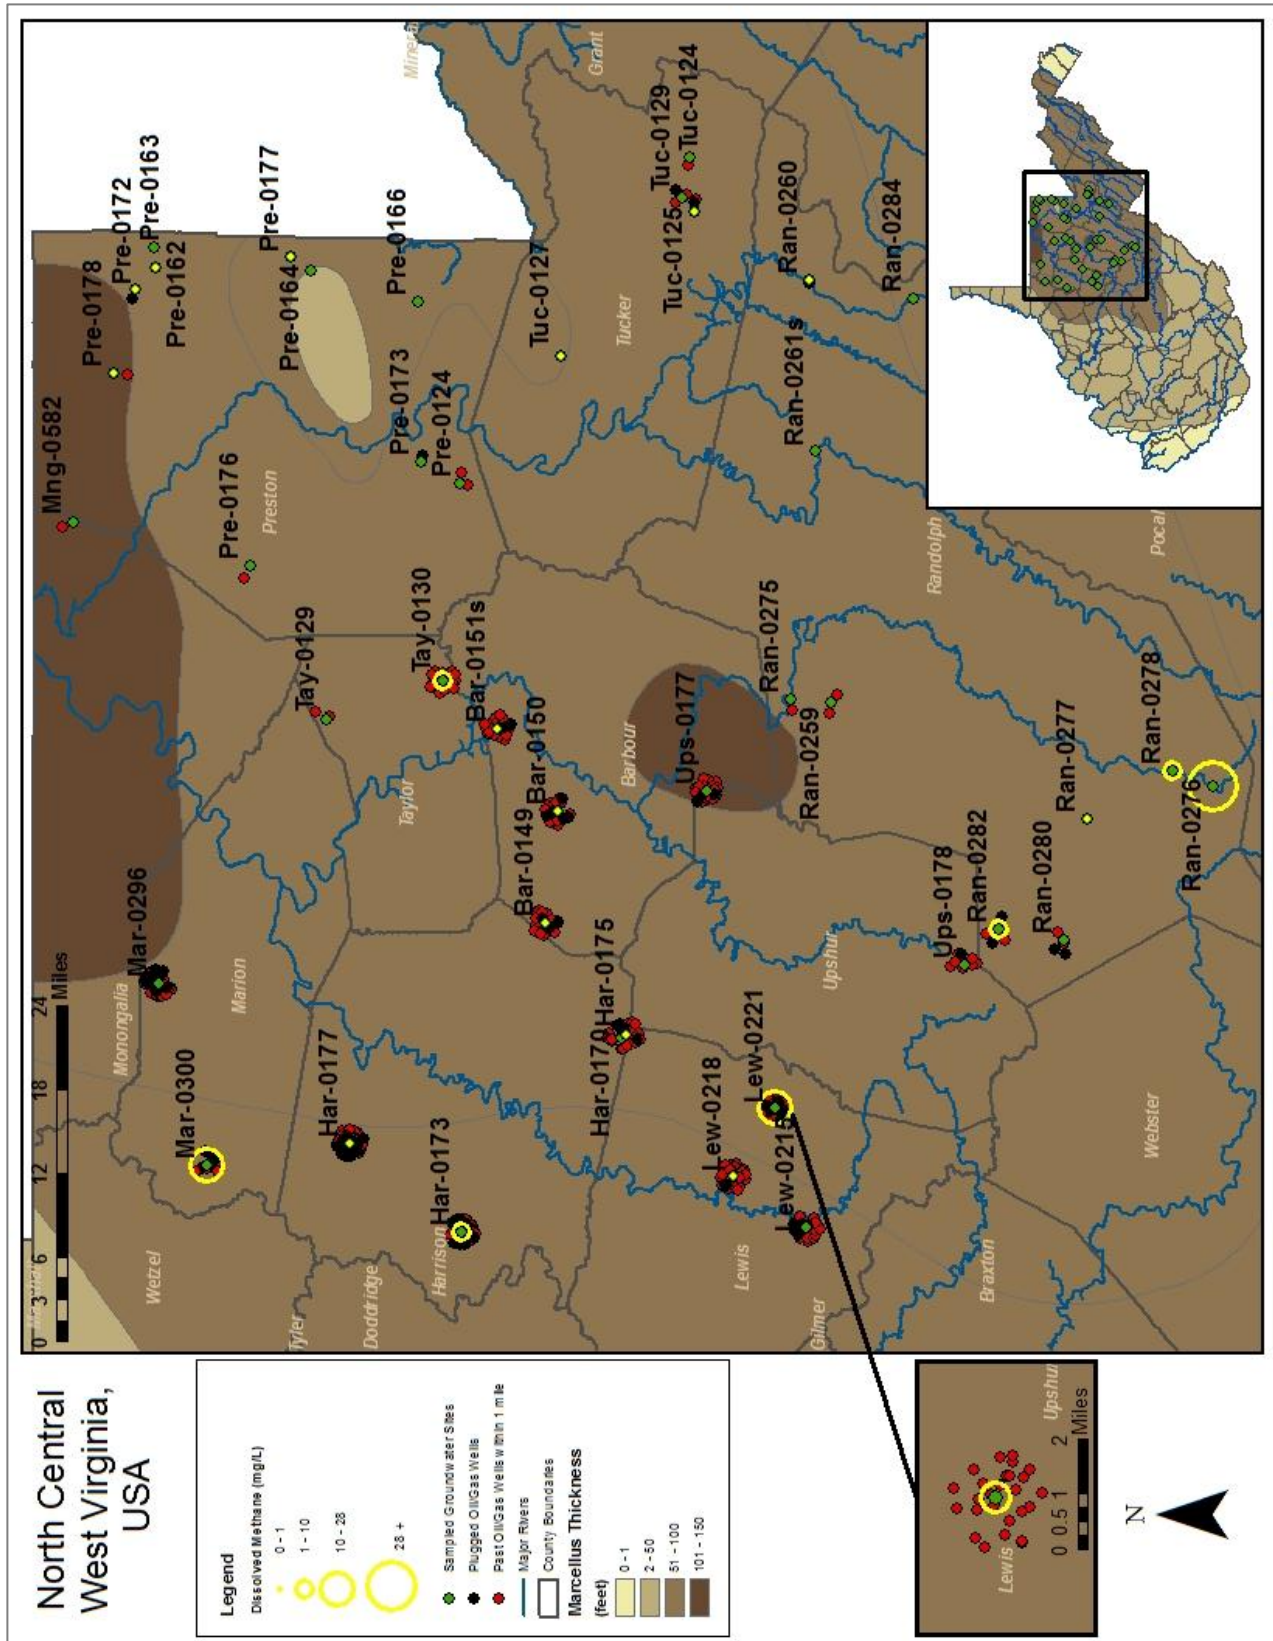 North Central
West Virginia,
USA
Legend
Dissolved Methane (mg/L)
0 - 1
1 - 10
10 - 28
28 +
Sampled Groundwater Sites
Plugged Oil/Gas Wells
Past Oil/Gas Wells within 1 mile
Major Rivers
County Boundaries
Marcellus Thickness
(feet)
0 - 1
2 - 50
51 - 100
101 - 150
0 3 6 12 18 24
Miles
Mng-0582
Pre-0178
Pre-0172
Pre-0163
Pre-0162
Mar-0296
Monongalia
Mar-0300
Marion
Wetzel
Pre-0176
Preston
Pre-0164
Pre-0177
Tay-0129
Har-0177
Tyler
Doddridge
Taylor
Tay-0130
Pre-0173
Pre-0166
Pre-0124
Har-0173
Harrison
Bar-0151s
Bar-0150
Bar-0149
Tuc-0127
Grant
Har-0170
Har-0175
Barbour
Tucker
Ups-0177
Tuc-0125
Tuc-0129
Tuc-0124
Lew-0218
Lewis
Lew-0221
Lew-0215
Gilmer
Ran-0275
Ran-0259
Ran-0261s
Ran-0260
Upshur
Ran-0284
Randolph
Ups-0178
Ran-0282
Braxton
Ran-0280
Ran-0277
Webster
Ran-0278
Ran-0276
Pocal
Lewis
Upshur
0 0.5 1 2
Miles
N